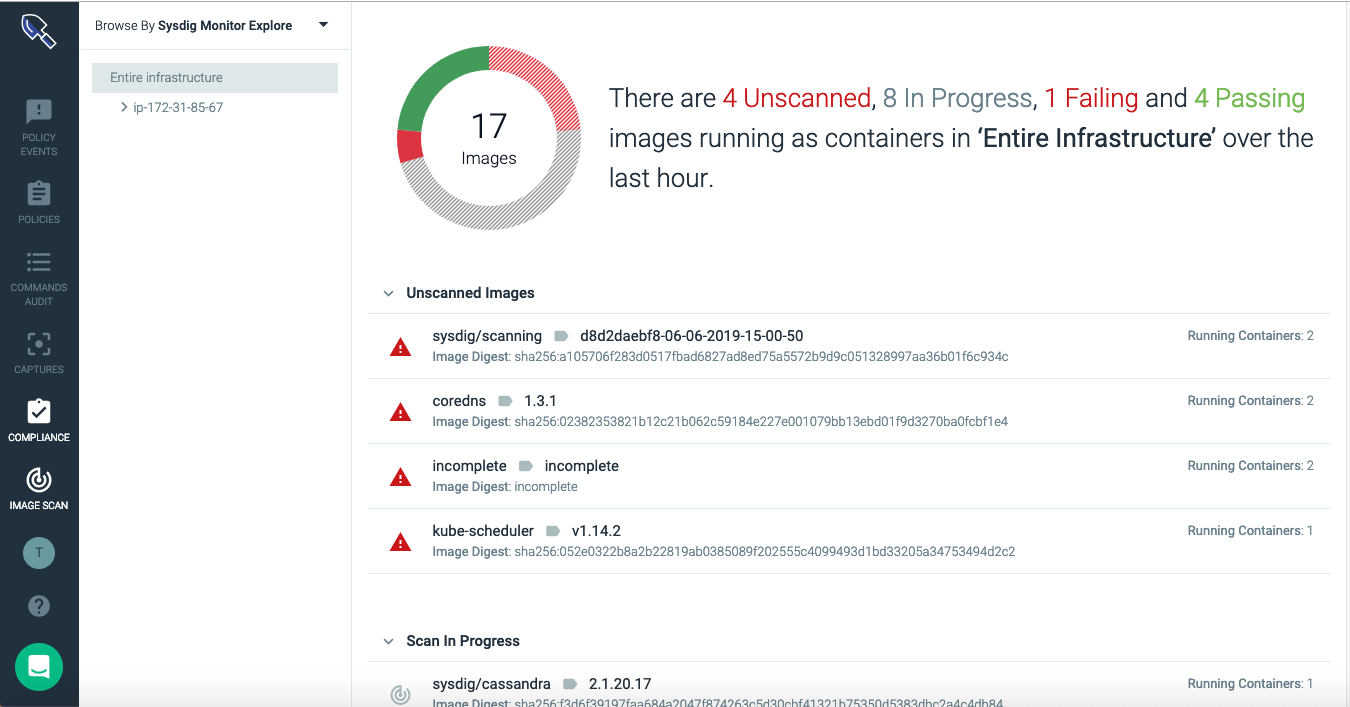 Browse By Sysdig Monitor Explore
Entire infrastructure
ip-172-31-85-67
POLICY
EVENTS
POLICIES
COMMANDS
AUDIT
CAPTURES
COMPLIANCE
IMAGE SCAN
T
?
17
Images
There are 4 Unscanned, 8 In Progress, 1 Failing and 4 Passing
images running as containers in ‘Entire Infrastructure’ over the
last hour.
Unscanned Images
sysdig/scanning d8d2daebf8-06-06-2019-15-00-50 Running Containers: 2
Image Digest: sha256:a105706f283d0517fbad6827ad8ed75a5572b9d9c051328997aa36b01f6c934c
coredns 1.3.1 Running Containers: 2
Image Digest: sha256:02382353821b12c21b062c59184e227e001079bb13ebd01f9d3270ba0fcbf1e4
incomplete incomplete Running Containers: 2
Image Digest: incomplete
kube-scheduler v1.14.2 Running Containers: 1
Image Digest: sha256:052e0322b8a2b22819ab0385089f202555c4099493d1bd33205a34753494d2c2
Scan In Progress
sysdig/cassandra 2.1.20.17 Running Containers: 1
Image Digest: sha256:f3d6f39197faa684a2047f874263c5d30cbf41321b75350d5383dbc2a4c4db84